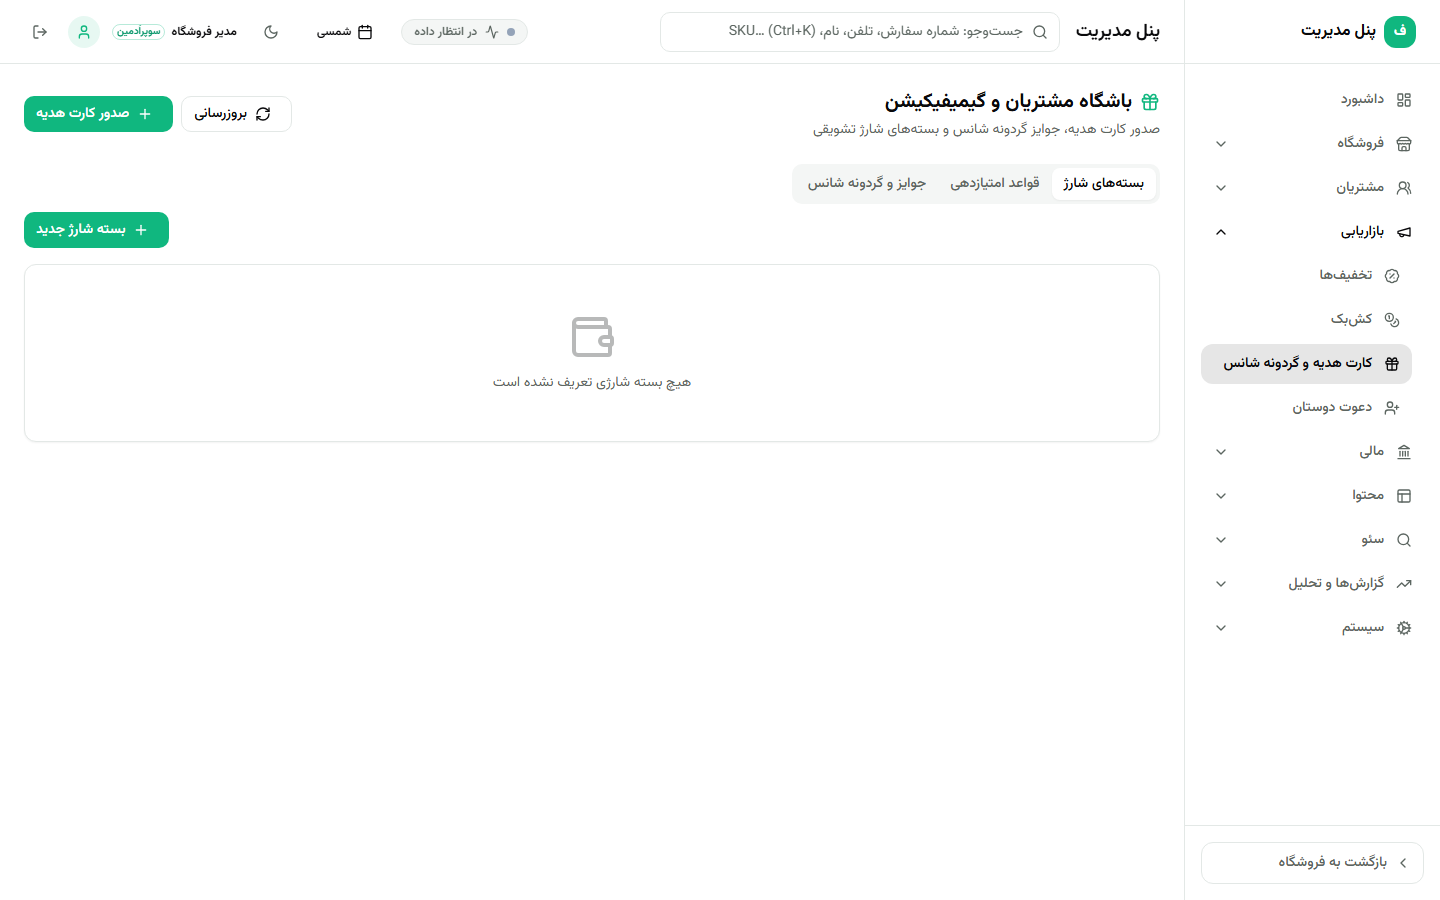 ف
پنل مدیریت
داشبورد
فروشگاه
مشتریان
بازاریابی
تخفیف‌ها
کش‌بک
کارت هدیه و گردونه شانس
دعوت دوستان
مالی
محتوا
سئو
گزارش‌ها و تحلیل
سیستم
بازگشت به فروشگاه
پنل مدیریت
جست‌وجو: شماره سفارش، تلفن، نام، SKU… (Ctrl+K)
در انتظار داده
شمسی
مدیر فروشگاه
سوپرادمین
باشگاه مشتریان و گیمیفیکیشن
صدور کارت هدیه، جوایز گردونه شانس و بسته‌های شارژ تشویقی
بروزرسانی
صدور کارت هدیه
بسته‌های شارژ
قواعد امتیازدهی
جوایز و گردونه شانس
بسته شارژ جدید
هیچ بسته شارژی تعریف نشده است